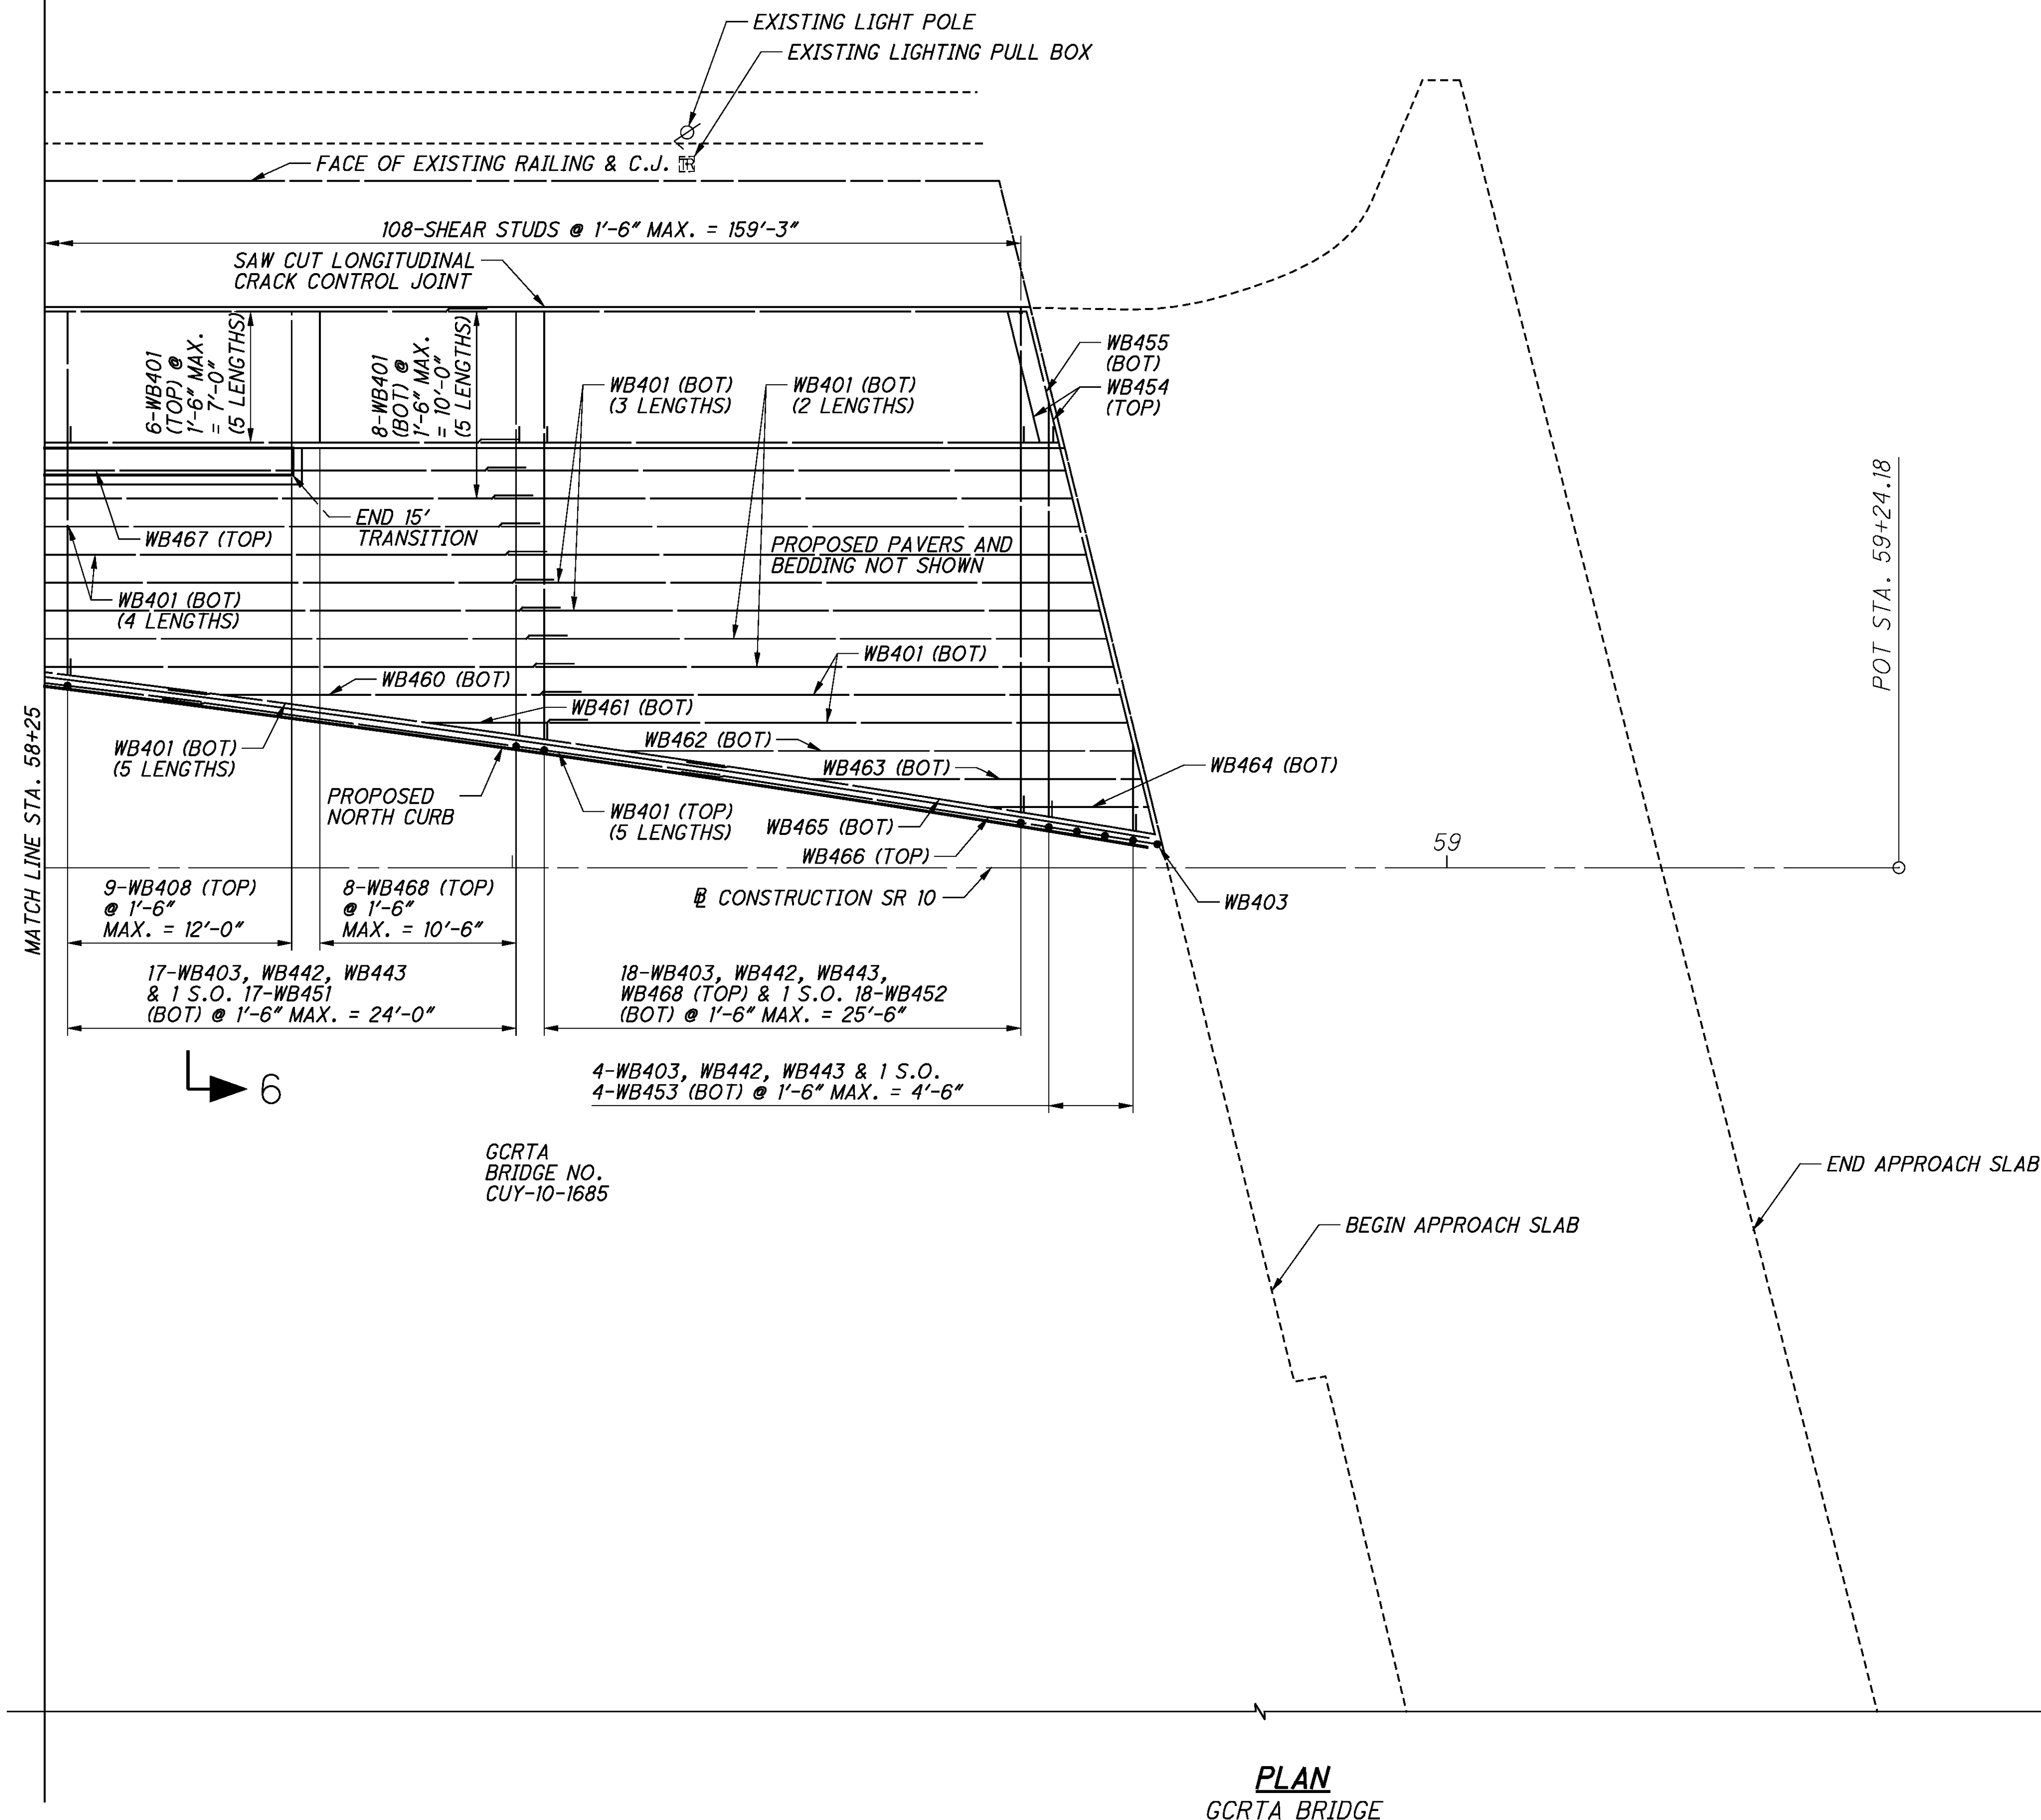 EXISTING LIGHT POLE
EXISTING LIGHTING PULL BOX
FACE OF EXISTING RAILING & C.J.
108-SHEAR STUDS @ 1'-6" MAX. = 159'-3"
SAW CUT LONGITUDINAL
CRACK CONTROL JOINT
6-WB401
(TOP) @
1'-6" MAX.
= 7'-0"
(5 LENGTHS)
8-WB401
(BOT) @
1'-6" MAX.
= 10'-0"
(5 LENGTHS)
WB401 (BOT)
(3 LENGTHS)
WB401 (BOT)
(2 LENGTHS)
WB455
(BOT)
WB454
(TOP)
POT STA. 59+24.18
END 15'
TRANSITION
WB467 (TOP)
PROPOSED PAVERS AND
BEDDING NOT SHOWN
WB401 (BOT)
(4 LENGTHS)
WB401 (BOT)
WB460 (BOT)
WB461 (BOT)
WB462 (BOT)
WB463 (BOT)
WB464 (BOT)
MATCH LINE STA. 58+25
WB401 (BOT)
(5 LENGTHS)
PROPOSED
NORTH CURB
WB401 (TOP)
(5 LENGTHS)
WB465 (BOT)
WB466 (TOP)
59
BL CONSTRUCTION SR 10
WB403
9-WB408 (TOP)
@ 1'-6"
MAX. = 12'-0"
8-WB468 (TOP)
@ 1'-6"
MAX. = 10'-6"
17-WB403, WB442, WB443
& 1 S.O. 17-WB451
(BOT) @ 1'-6" MAX. = 24'-0"
18-WB403, WB442, WB443,
WB468 (TOP) & 1 S.O. 18-WB452
(BOT) @ 1'-6" MAX. = 25'-6"
4-WB403, WB442, WB443 & 1 S.O.
4-WB453 (BOT) @ 1'-6" MAX. = 4'-6"
6
GCRTA
BRIDGE NO.
CUY-10-1685
END APPROACH SLAB
BEGIN APPROACH SLAB
PLAN
GCRTA BRIDGE